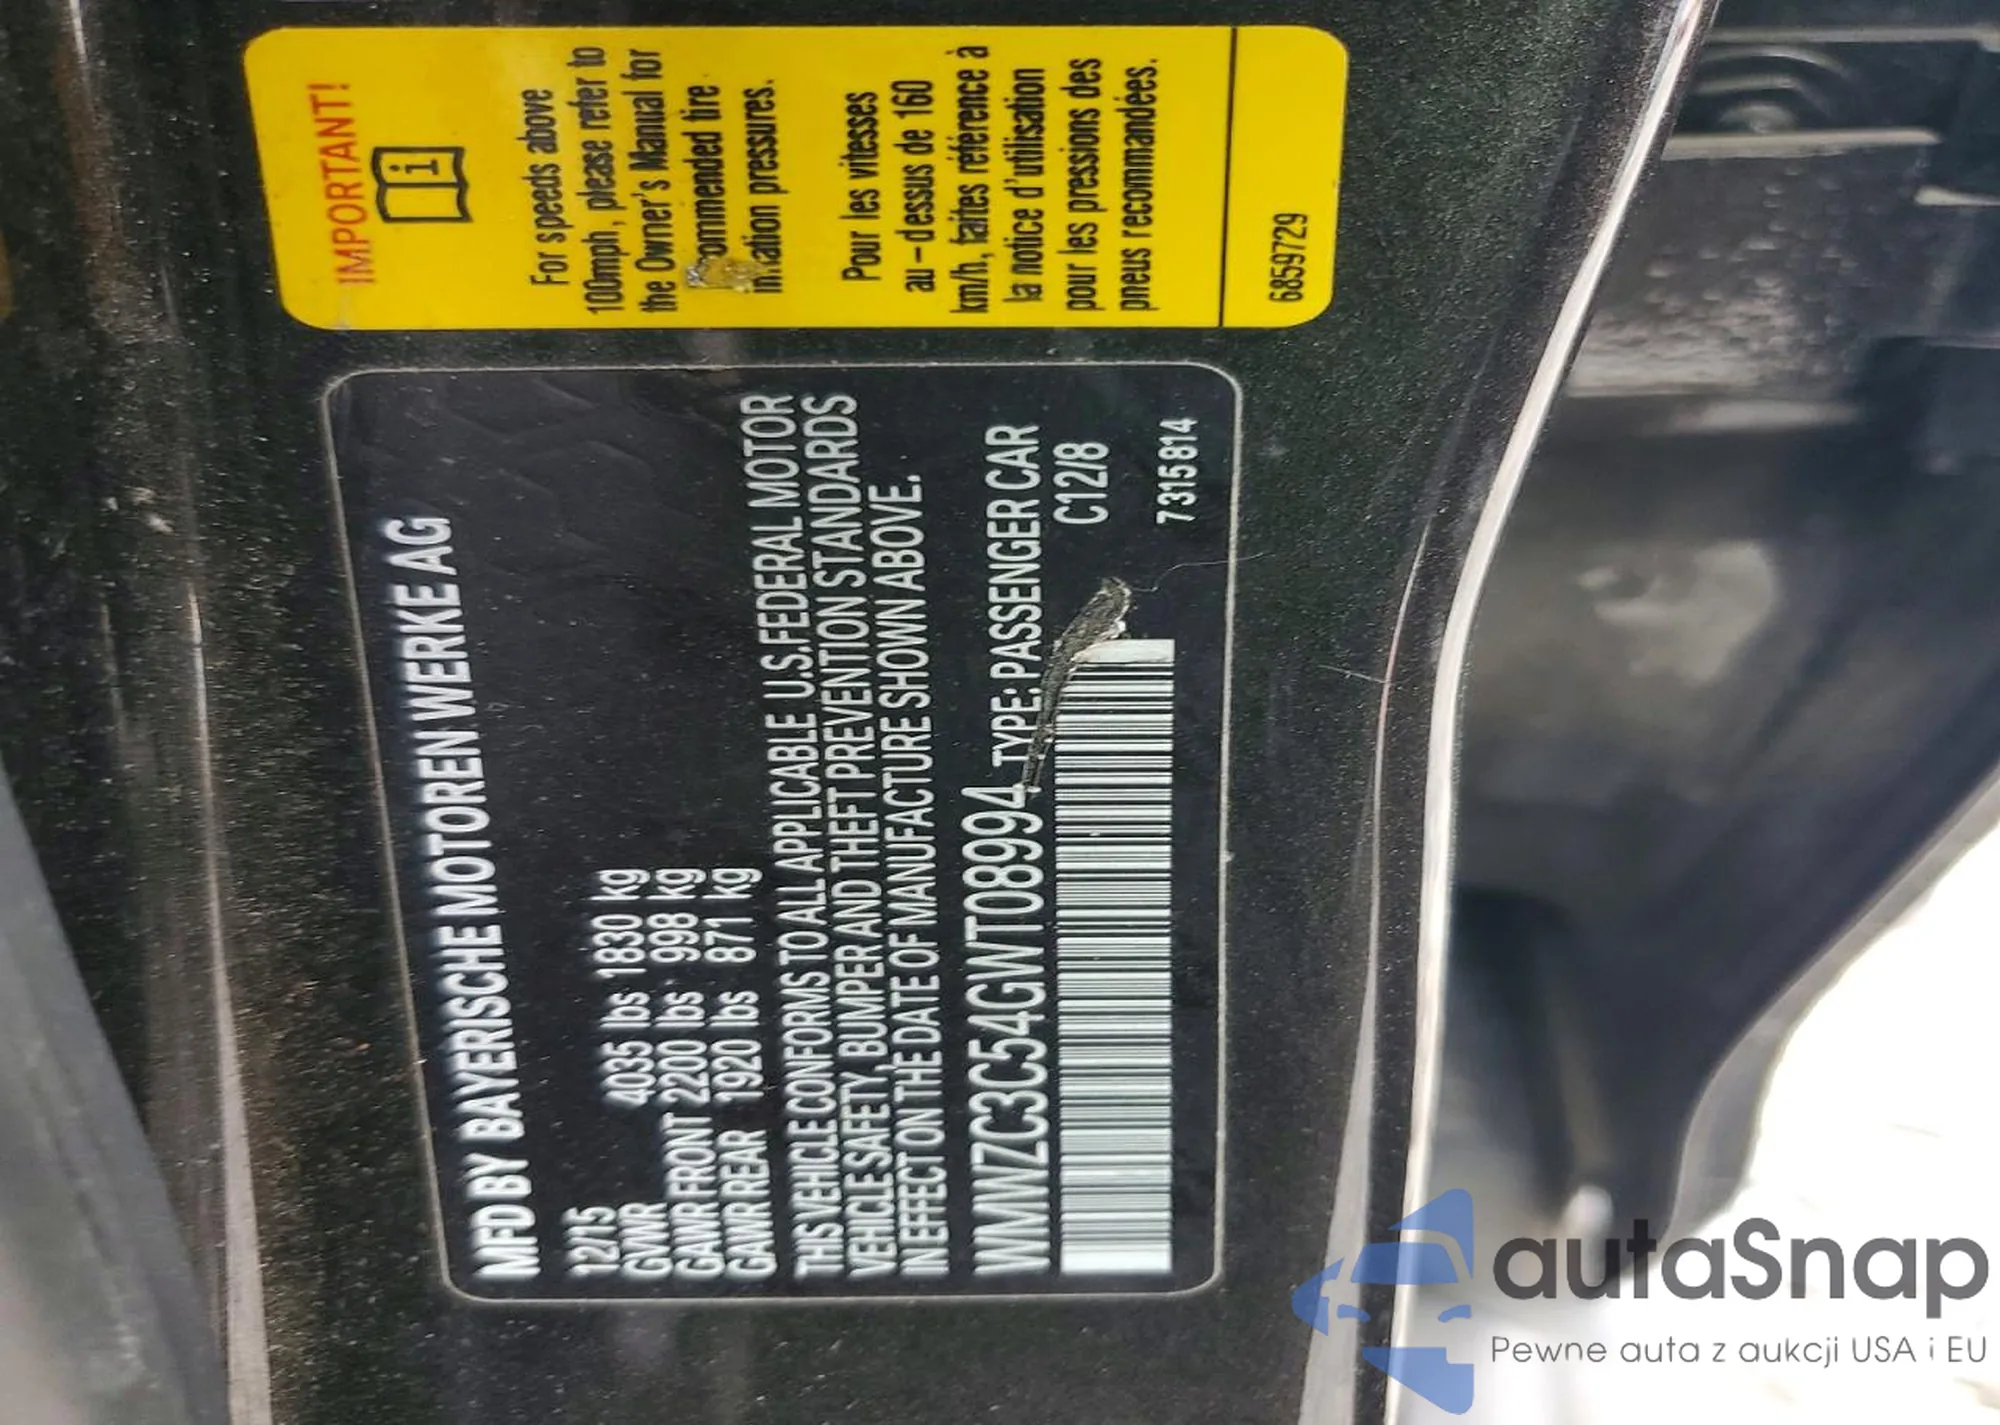 IMPORTANT!
i
For speeds above
100mph, please refer to
the Owner's Manual for
tire
pressures.
Pour les vitesses
au-dessus de 160
km/h, faites référence à
la notice d'utilisation
pour les pressions des
pneus recommandées.
6859729
MFD BY BAYERISCHE MOTOREN WERKE AG
12/15
GVWR 4035 lbs 1830 kg
GAWR FRONT 2200 lbs 998 kg
GAWR REAR 1920 lbs 871 kg
THIS VEHICLE CONFORMS TO ALL APPLICABLE U.S. FEDERAL MOTOR
VEHICLE SAFETY, BUMPER AND THEFT PREVENTION STANDARDS
IN EFFECT ON THE DATE OF MANUFACTURE SHOWN ABOVE.
WMWZC3C54GWT08994 TYPE: PASSENGER CAR
C12/8
7315814
autaSnap
Pewne auta z aukcji USA i EU